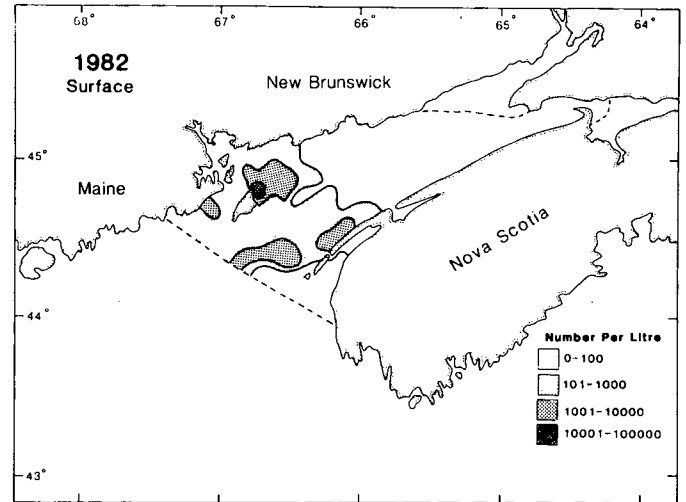 68° 67° 66 65 64
1982
Surface
New Brunswick
45°
Maine
Nova Scotia
44°
Number Per Litre
0-100
101-1000
1001-10000
10001-100000
43°